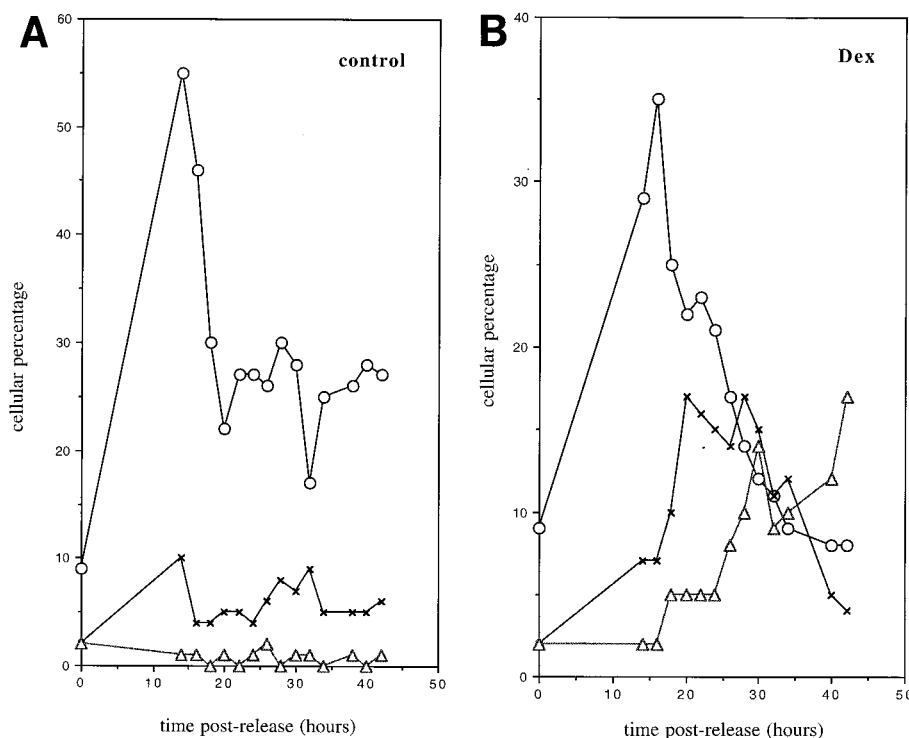 A
control
60
50
40
30
20
10
0
cellular percentage
0 10 20 30 40 50
time post-release (hours)
B
Dex
40
30
20
10
0
cellular percentage
0 10 20 30 40 50
time post-release (hours)